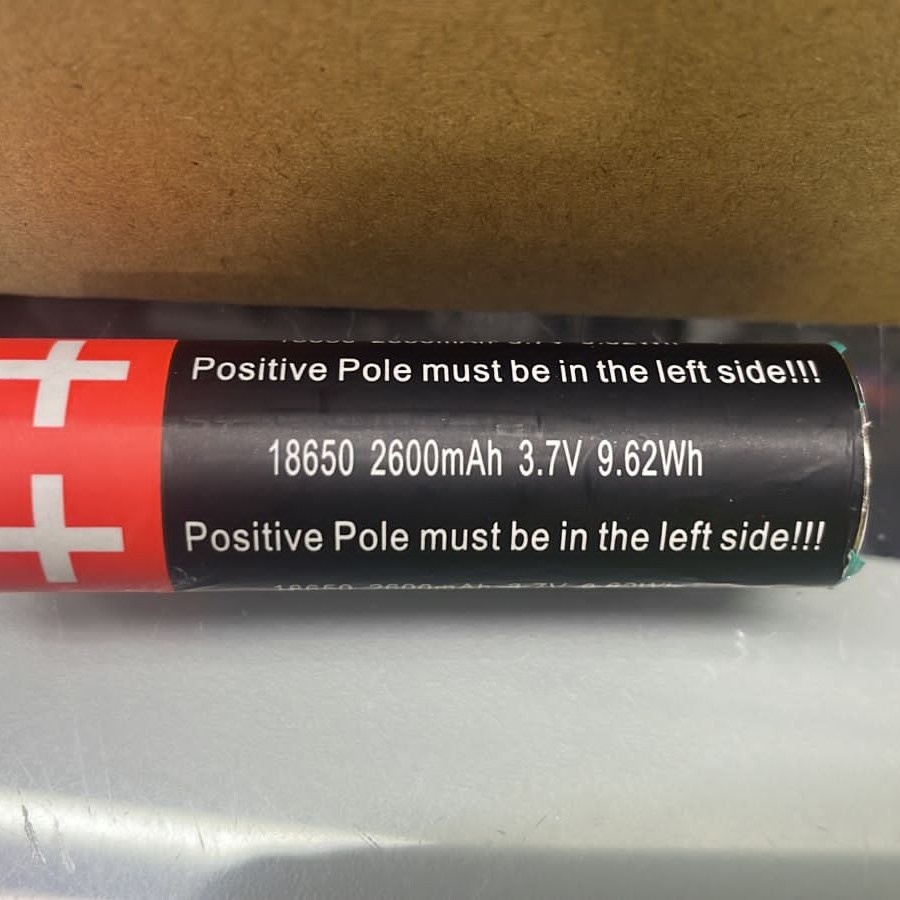 Positive Pole must be in the left side!!!
18650 2600mAh 3.7V 9.62Wh
Positive Pole must be in the left side!!!